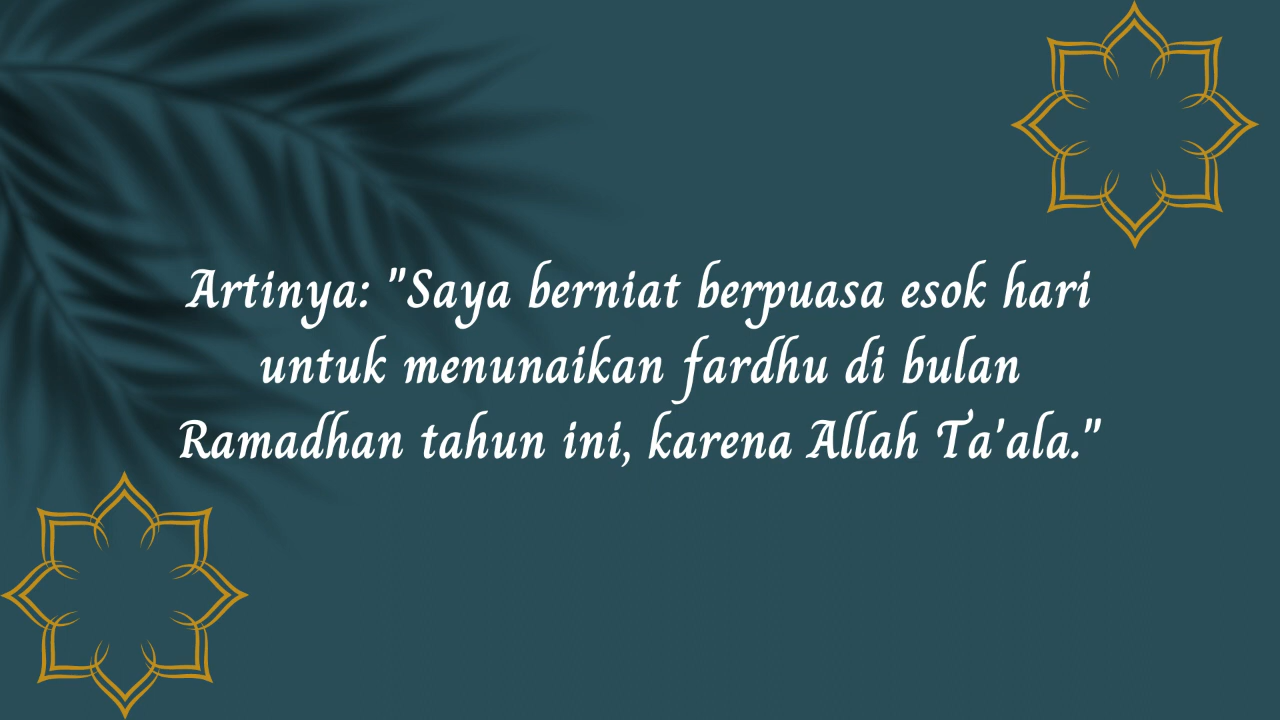 Artinya: "Saya berniat berpuasa esok hari
untuk menunaikan fardhu di bulan
Ramadhan tahun ini, karena Allah Ta'ala."